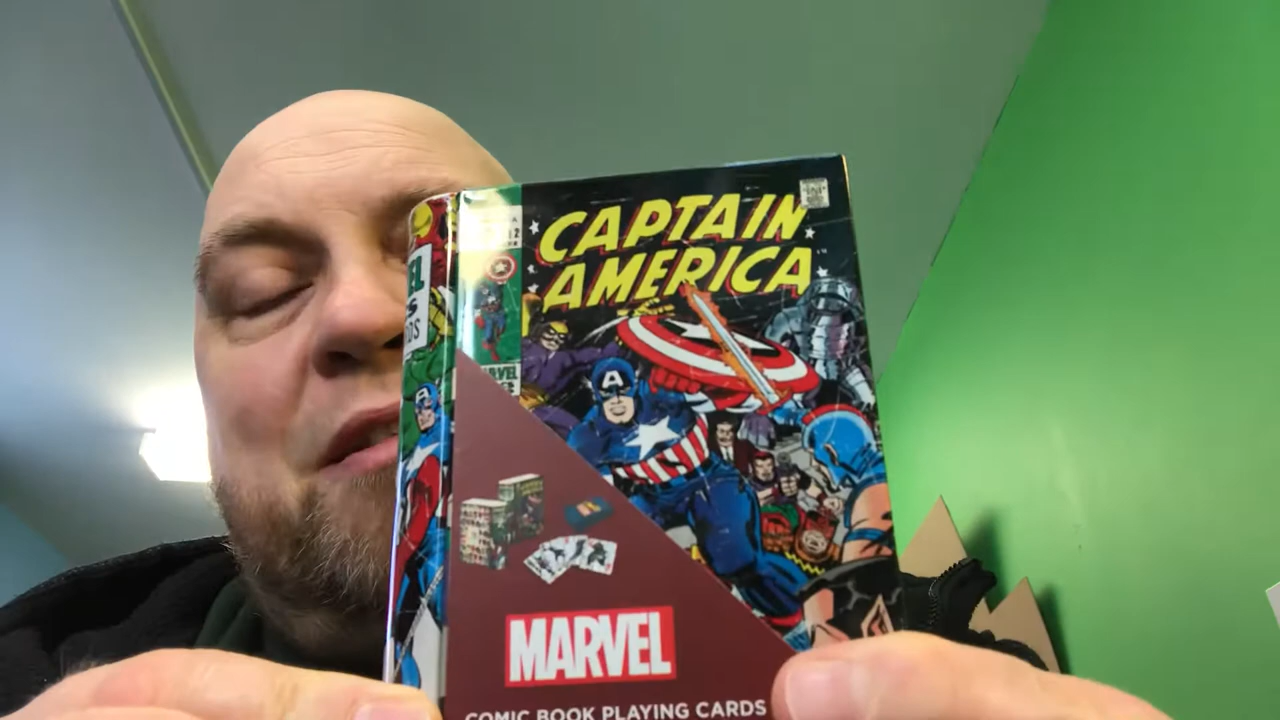 CAPTAIN
AMERICA
A
MARVEL
COMIC BOOK PLAYING CARDS